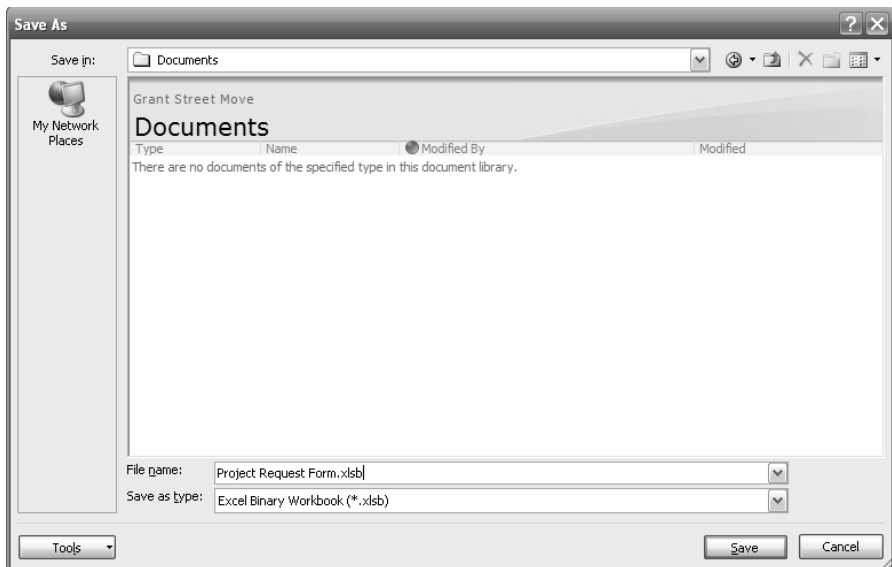 Save As
Save in: Documents
My Network
Places
Grant Street Move
Documents
Type Name Modified By Modified
There are no documents of the specified type in this document library.
File name: Project Request Form.xlsb
Save as type: Excel Binary Workbook (*.xlsb)
Tools Save Cancel